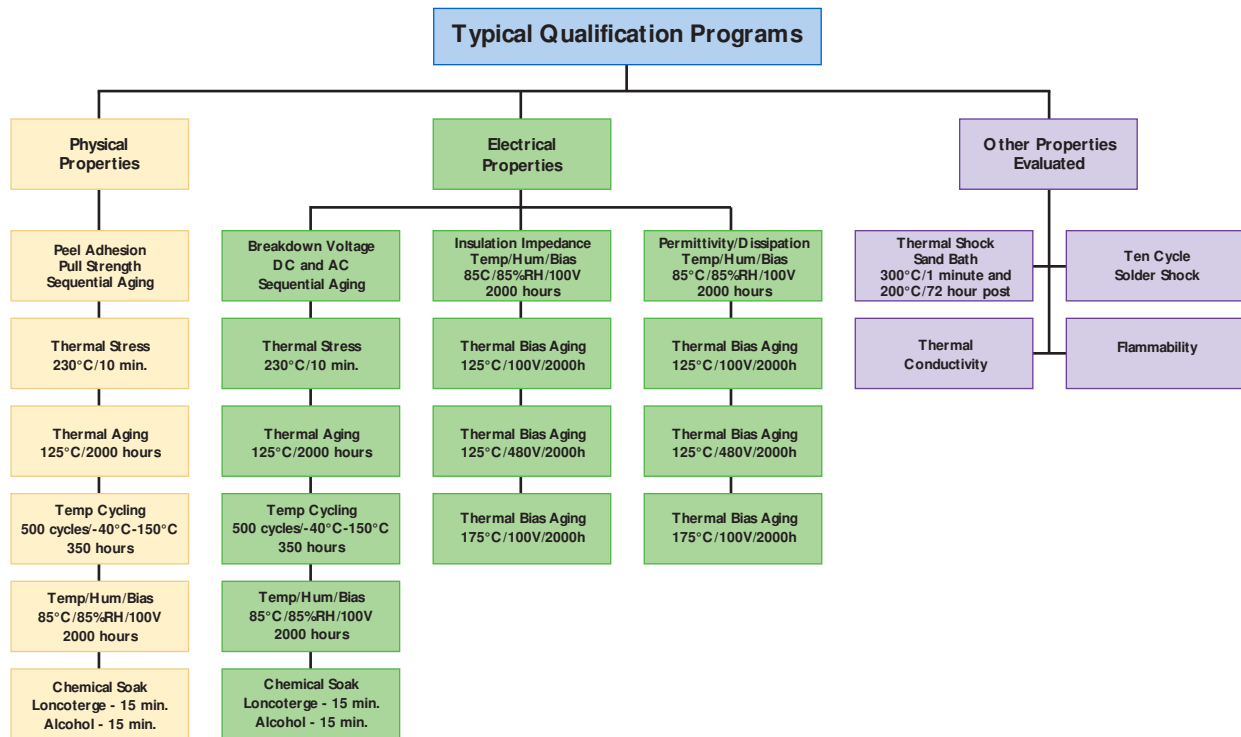 Typical Qualification Programs
Physical
Properties
Electrical
Properties
Other Properties
Evaluated
Peel Adhesion
Pull Strength
Sequential Aging
Thermal Stress
230°C/10 min.
Thermal Aging
125°C/2000 hours
Temp Cycling
500 cycles/-40°C-150°C
350 hours
Temp/Hum/Bias
85°C/85%RH/100V
2000 hours
Chemical Soak
Loncoterge - 15 min.
Alcohol - 15 min.
Breakdown Voltage
DC and AC
Sequential Aging
Thermal Stress
230°C/10 min.
Thermal Aging
125°C/2000 hours
Temp Cycling
500 cycles/-40°C-150°C
350 hours
Temp/Hum/Bias
85°C/85%RH/100V
2000 hours
Chemical Soak
Loncoterge - 15 min.
Alcohol - 15 min.
Insulation Impedance
Temp/Hum/Bias
85C/85%RH/100V
2000 hours
Thermal Bias Aging
125°C/100V/2000h
Thermal Bias Aging
125°C/480V/2000h
Thermal Bias Aging
175°C/100V/2000h
Permittivity/Dissipation
Temp/Hum/Bias
85°C/85%RH/100V
2000 hours
Thermal Bias Aging
125°C/100V/2000h
Thermal Bias Aging
125°C/480V/2000h
Thermal Bias Aging
175°C/100V/2000h
Thermal Shock
Sand Bath
300°C/1 minute and
200°C/72 hour post
Ten Cycle
Solder Shock
Thermal
Conductivity
Flammability